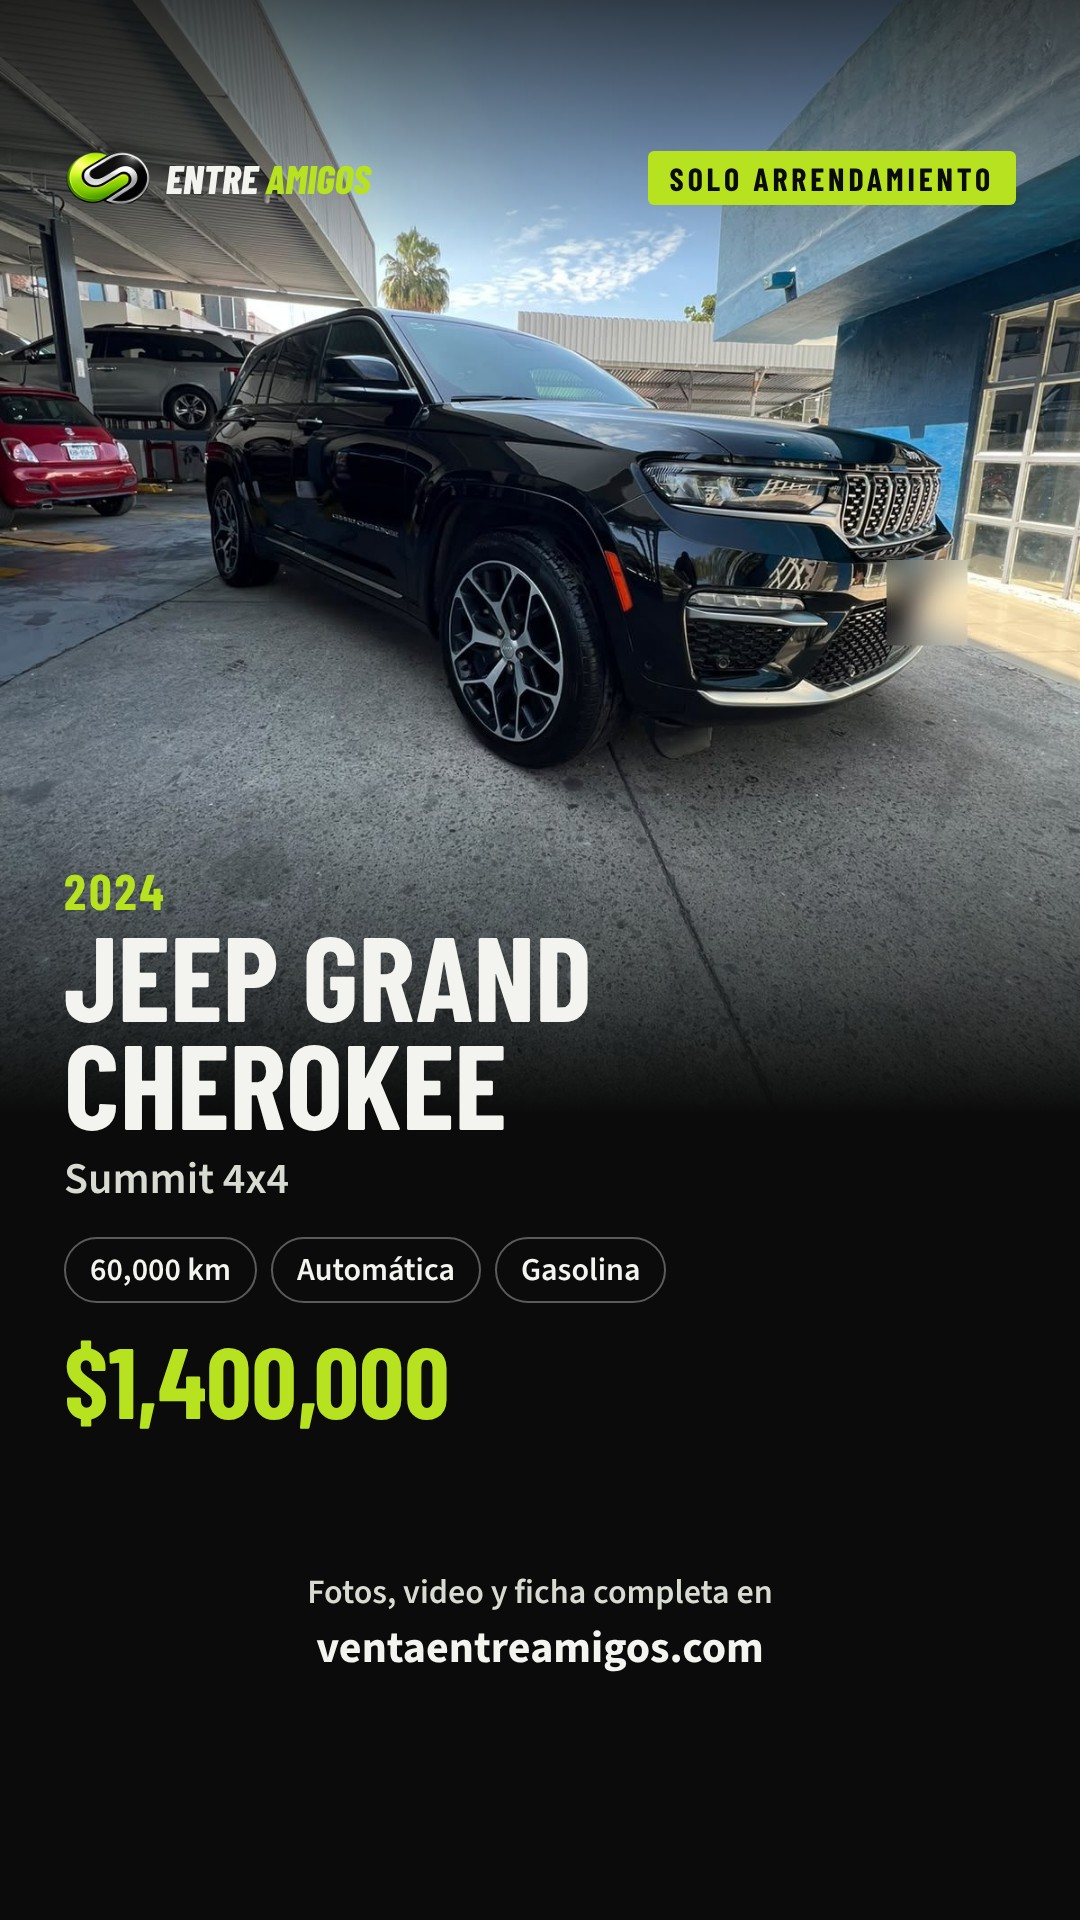 ENTRE AMIGOS
SOLO ARRENDAMIENTO
2024
JEEP GRAND
CHEROKEE
Summit 4x4
60,000 km
Automática
Gasolina
$1,400,000
Fotos, video y ficha completa en
ventaentreamigos.com